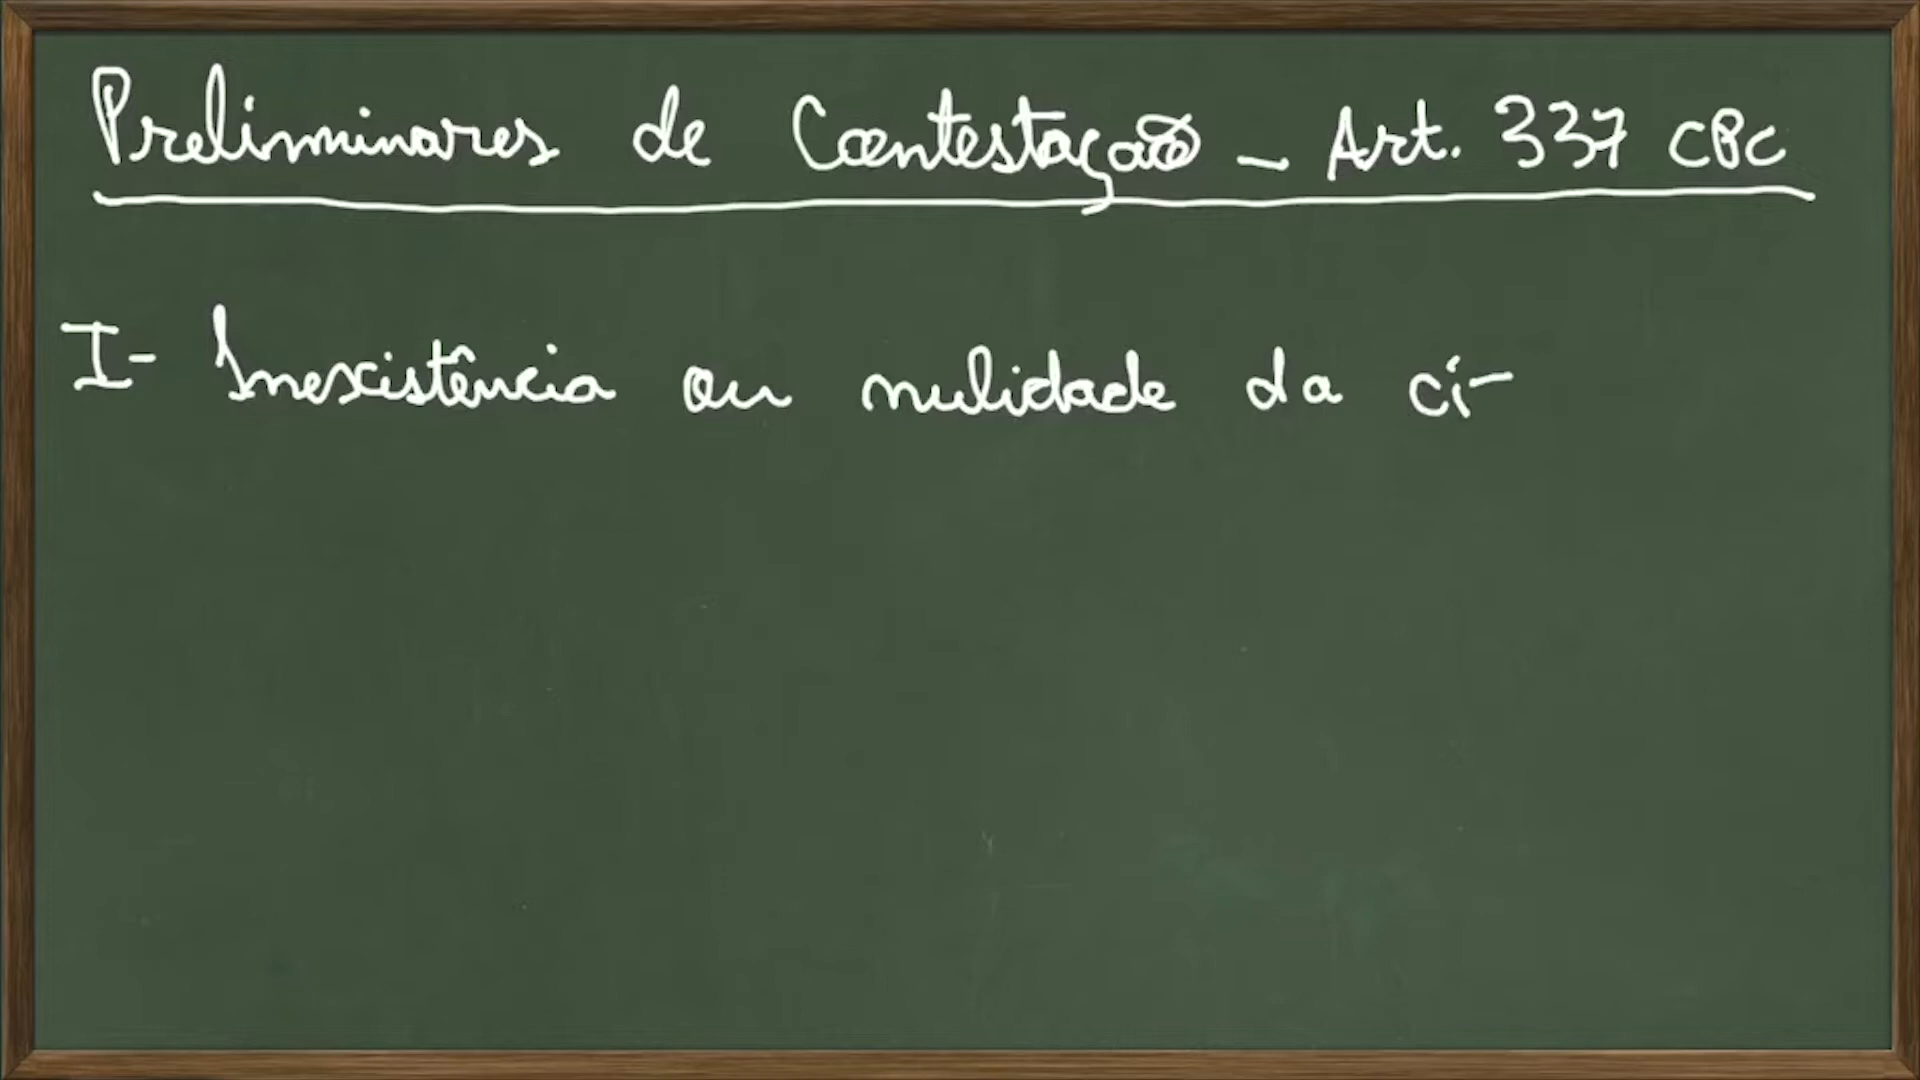 Preliminares de Contestação - Art. 337 CPC
I- Inexistência ou nulidade da ci-